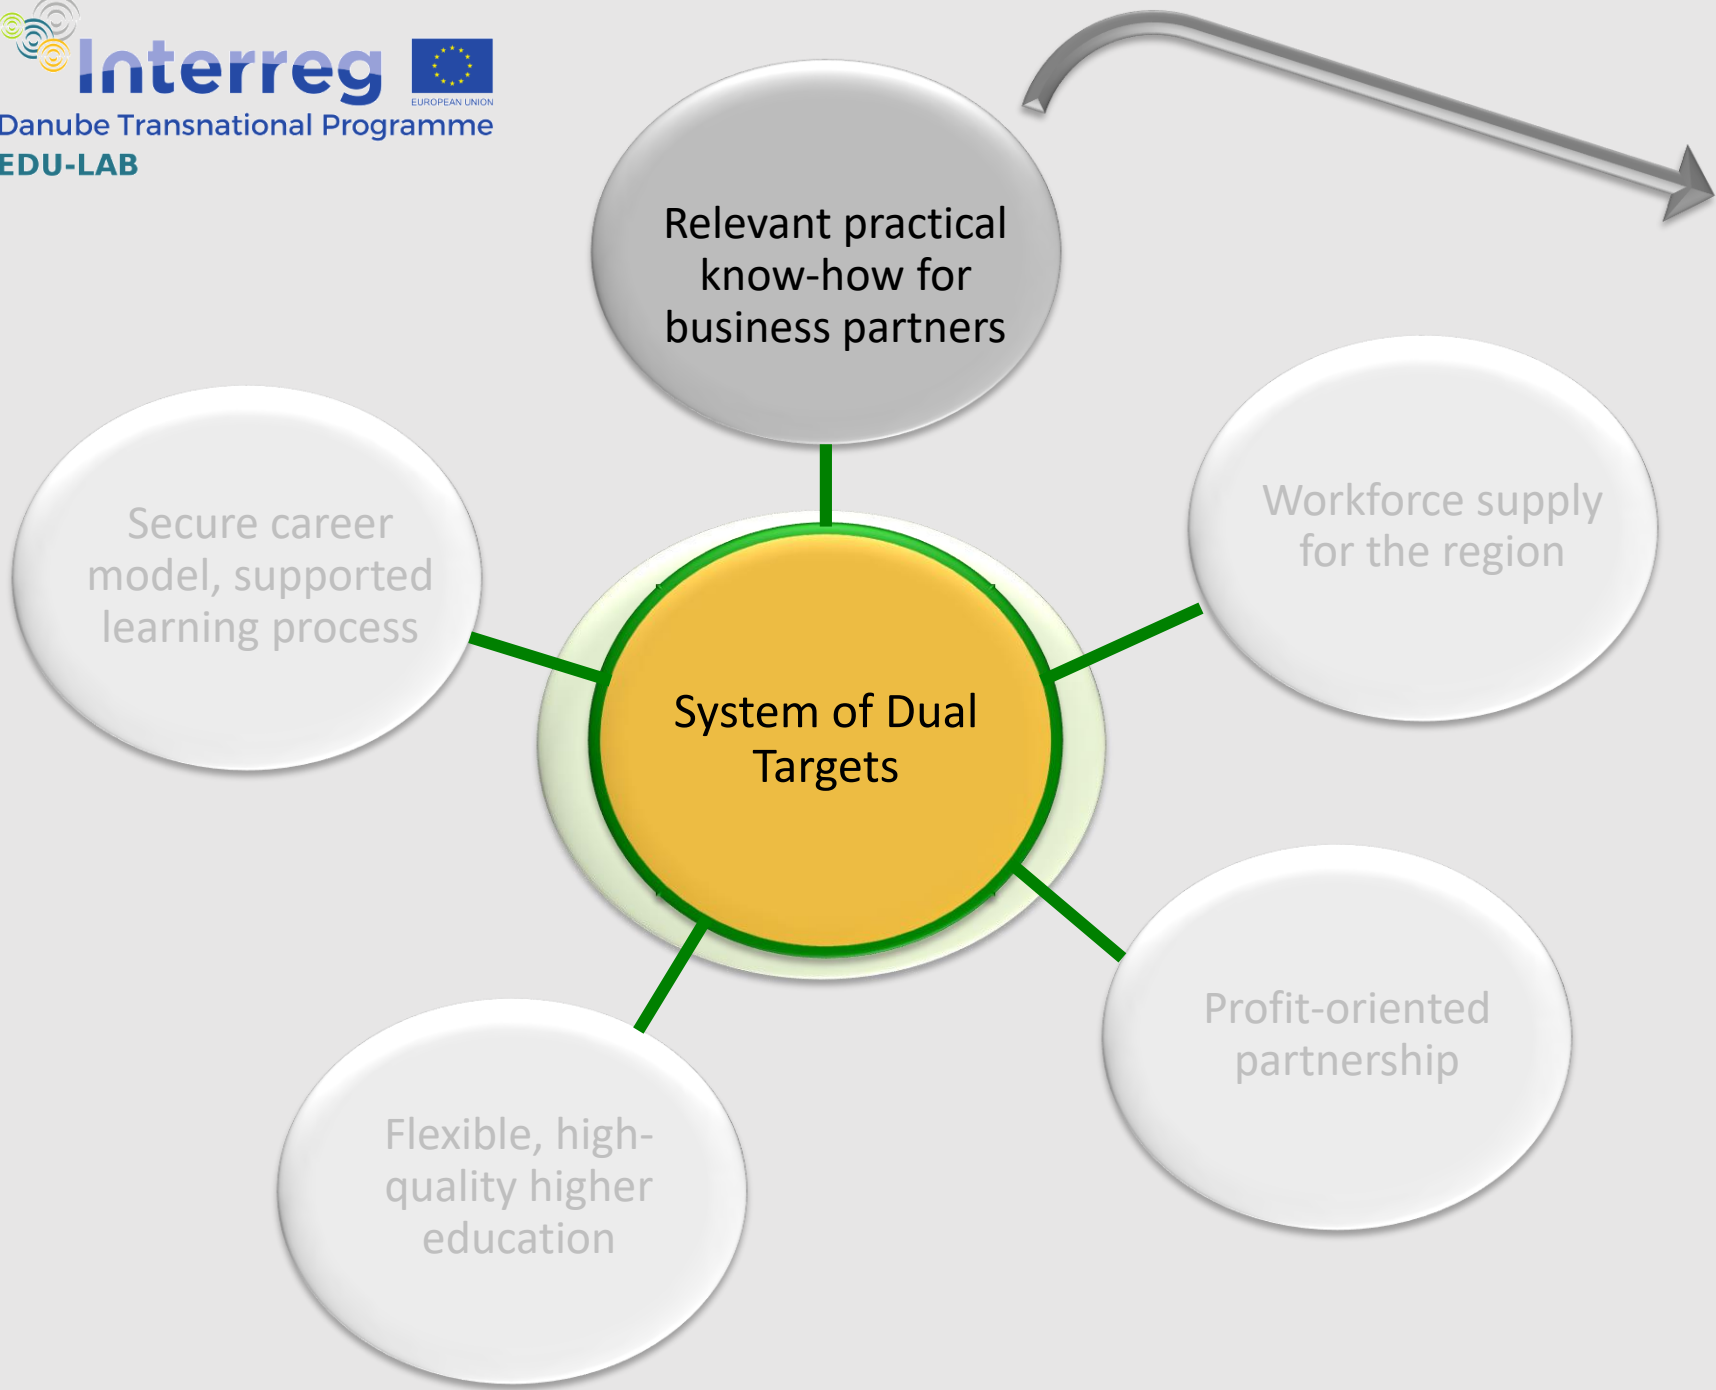 Interreg
EUROPEAN UNION
Danube Transnational Programme
EDU-LAB
Relevant practical
know-how for
business partners
Workforce supply
for the region
Secure career
model, supported
learning process
System of Dual
Targets
Profit-oriented
partnership
Flexible, high-
quality higher
education